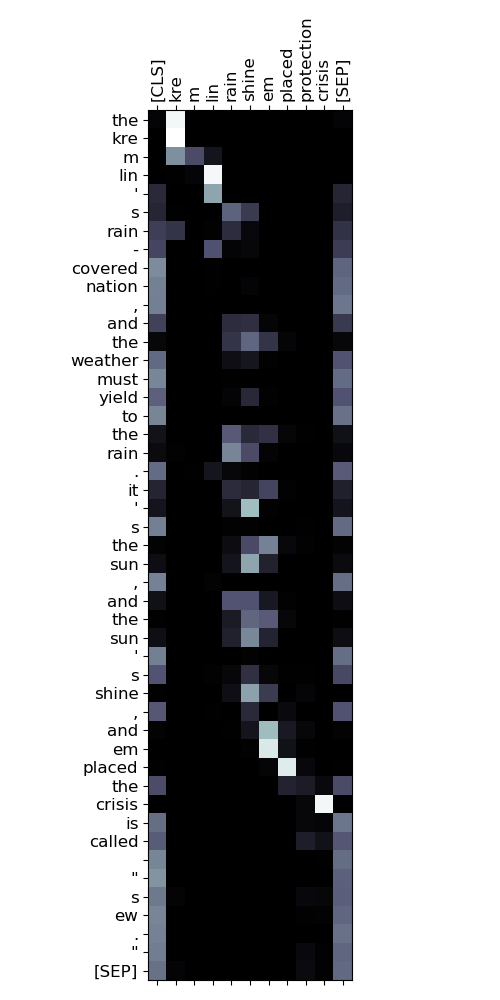 [CLS] kre m lin rain shine em placed protection crisis [SEP]
the
kre
m
lin
'
s
rain
-
covered
nation
,
and
the
weather
must
yield
to
the
rain
.
it
'
s
the
sun
,
and
the
sun
'
s
shine
,
and
em
placed
the
crisis
is
called
"
s
ew
.
"
[SEP]